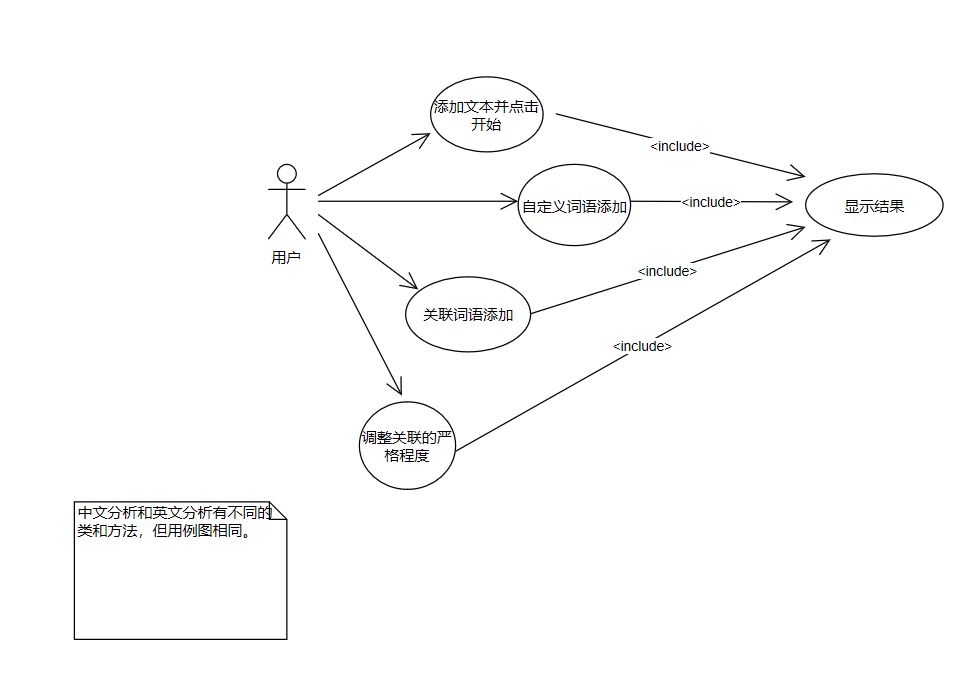 添加文本并点击
开始
<include>
自定义词语添加
<include>
显示结果
用户
<include>
关联词语添加
<include>
调整关联的严
格程度
中文分析和英文分析有不同的
类和方法，但用例图相同。